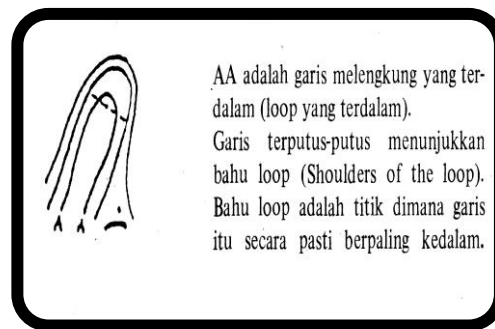 AA adalah garis melengkung yang ter-
dalam (loop yang terdalam).
Garis terputus-putus menunjukkan
bahu loop (Shoulders of the loop).
Bahu loop adalah titik dimana garis
itu secara pasti berpaling kedalam.
A A